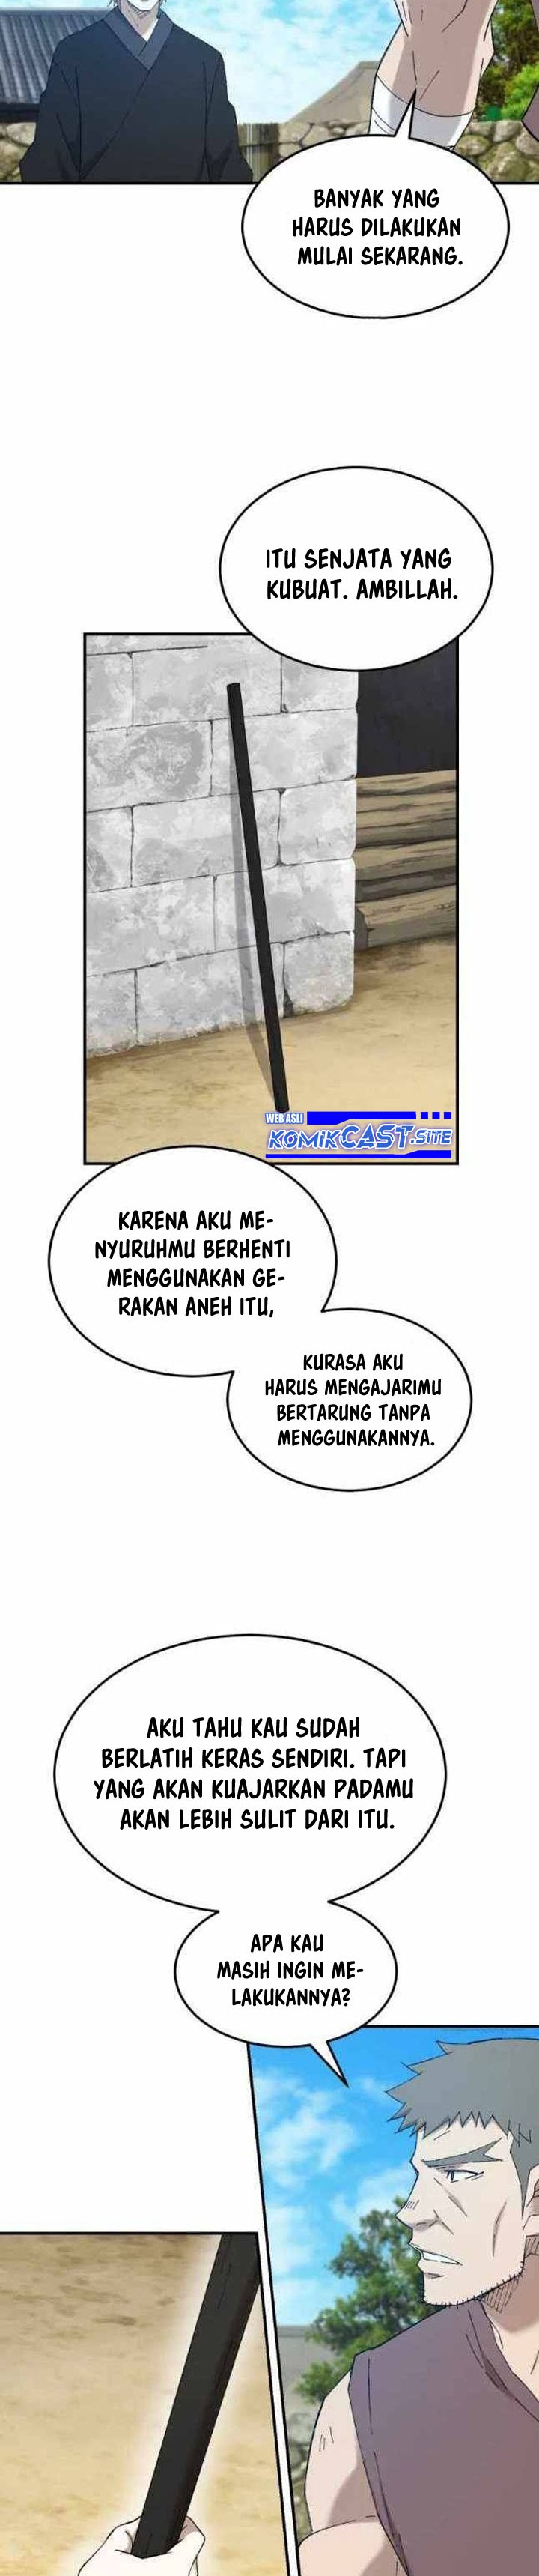 BANYAK YANG
HARUS DILAKUKAN
MULAI SEKARANG.
ITU SENJATA YANG
KUBUAT. AMBILLAH.
WEB ASLI
KOMIKCAST.SITE
KARENA AKU ME-
NYURUHMU BERHENTI
MENGGUNAKAN GE-
RAKAN ANEH ITU,
KURASA AKU
HARUS MENGAJARIMU
BERTARUNG TANPA
MENGGUNAKANNYA.
AKU TAHU KAU SUDAH
BERLATIH KERAS SENDIRI. TAPI
YANG AKAN KUAJARKAN PADAMU
AKAN LEBIH SULIT DARI ITU.
APA KAU
MASIH INGIN ME-
LAKUKANNYA?